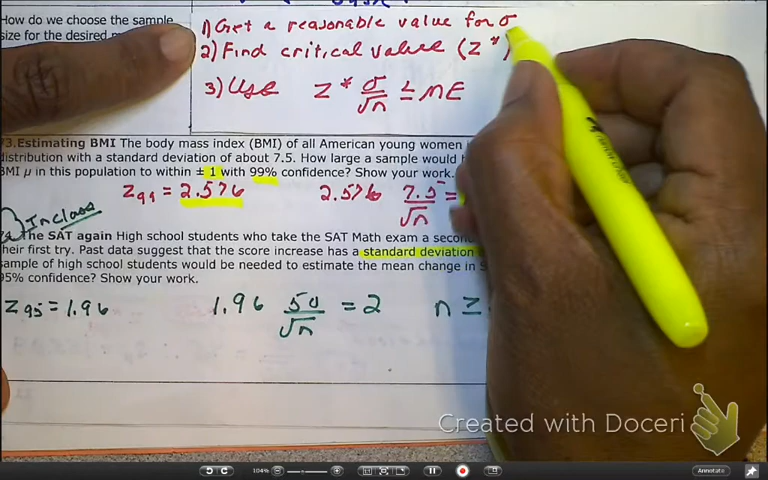 How do we choose the sample
size for the desired
1) Get a reasonable value for σ
2) Find critical value (z*)
3) Use z* σ/√n ≤ ME
73. Estimating BMI The body mass index (BMI) of all American young women
distribution with a standard deviation of about 7.5. How large a sample would
BMI μ in this population to within ± 1 with 99% confidence? Show your work.
Z99 = 2.576 2.576 7.5/√n =
Inclass
74. The SAT again High school students who take the SAT Math exam a second
their first try. Past data suggest that the score increase has a standard deviation
sample of high school students would be needed to estimate the mean change in S
95% confidence? Show your work.
Z95 = 1.96 1.96 50/√n = 2 n ≥
Created with Doceri
104%
Annotate